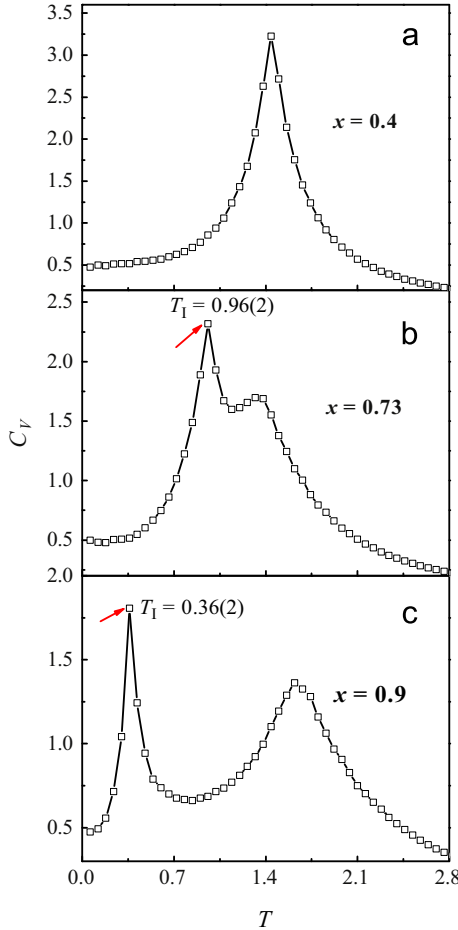 a
3.5
3.0
2.5
2.0
1.5
1.0
0.5
x = 0.4
b
T_I = 0.96(2)
2.5
2.0
1.5
1.0
0.5
x = 0.73
C_V
c
T_I = 0.36(2)
2.0
1.5
1.0
0.5
x = 0.9
0.0 0.7 1.4 2.1 2.8
T